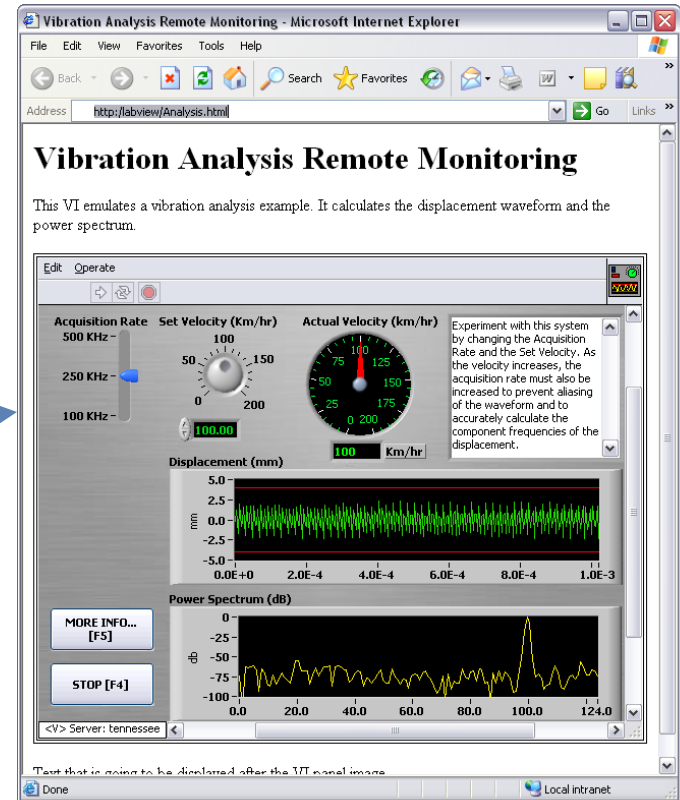 Vibration Analysis Remote Monitoring - Microsoft Internet Explorer
File Edit View Favorites Tools Help
Back Search Favorites
Address http:/labview/Analysis.html Go Links
Vibration Analysis Remote Monitoring
This VI emulates a vibration analysis example. It calculates the displacement waveform and the
power spectrum.
Edit Operate
Acquisition Rate
500 KHz
250 KHz
100 KHz
Set Velocity (Km/hr)
100
50 150
0 200
100.00
Actual Velocity (km/hr)
100
75 125
50 150
25 175
0 200
100 Km/hr
Experiment with this system
by changing the Acquisition
Rate and the Set Velocity. As
the velocity increases, the
acquisition rate must also be
increased to prevent aliasing
of the waveform and to
accurately calculate the
component frequencies of the
displacement.
Displacement (mm)
mm
5.0
2.5
0.0
-2.5
-5.0
0.0E+0 2.0E-4 4.0E-4 6.0E-4 8.0E-4 1.0E-3
MORE INFO...
[F5]
STOP [F4]
Power Spectrum (dB)
db
0
-25
-50
-75
-100
0.0 20.0 40.0 60.0 80.0 100.0 124.0
<V> Server: tennessee
Text that is going to be displayed after the VI panel image
Done Local intranet